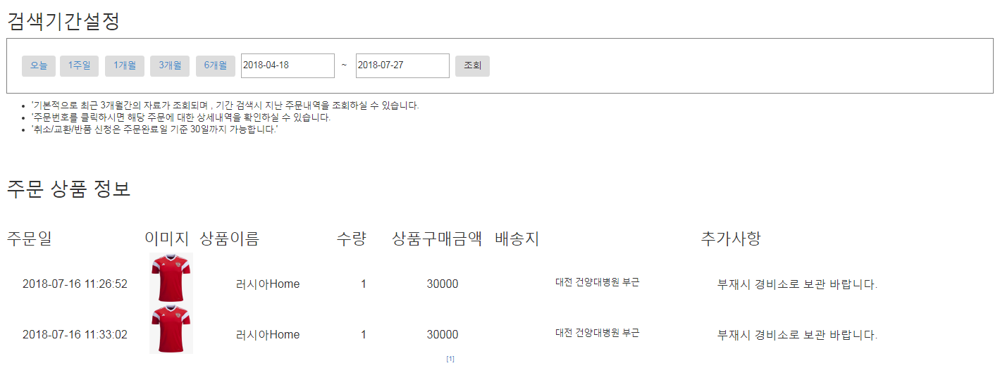 검색기간설정
오늘 1주일 1개월 3개월 6개월 2018-04-18 ~ 2018-07-27 조회
'기본적으로 최근 3개월간의 자료가 조회되며 , 기간 검색시 지난 주문내역을 조회하실 수 있습니다.
'주문번호를 클릭하시면 해당 주문에 대한 상세내역을 확인하실 수 있습니다.
'취소/교환/반품 신청은 주문완료일 기준 30일까지 가능합니다.'
주문 상품 정보
주문일 이미지 상품이름 수량 상품구매금액 배송지 추가사항
2018-07-16 11:26:52 러시아Home 1 30000 대전 건양대병원 부근 부재시 경비소로 보관 바랍니다.
2018-07-16 11:33:02 러시아Home 1 30000 대전 건양대병원 부근 부재시 경비소로 보관 바랍니다.
[1]